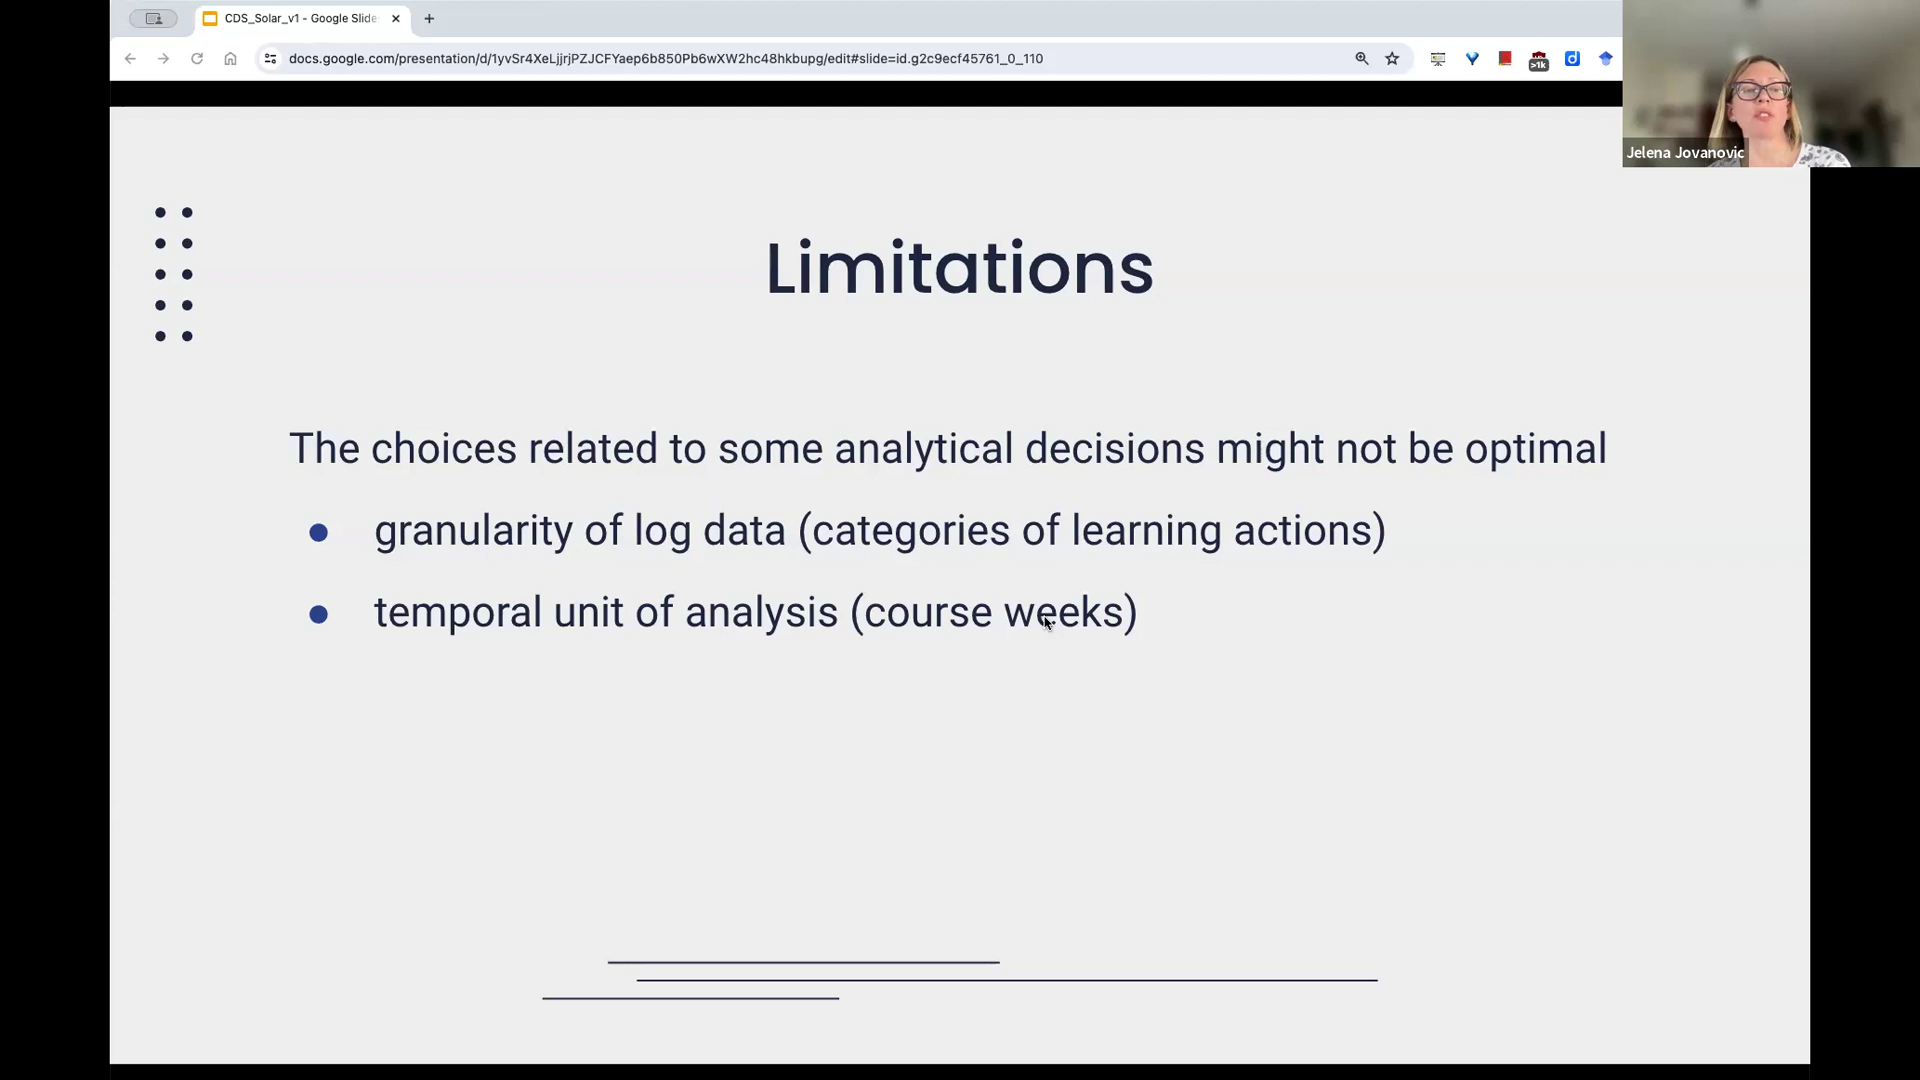 CDS_Solar_v1 - Google Slide
docs.google.com/presentation/d/1yvSr4XeLjjrjPZJCFYaep6b850Pb6wXW2hc48hkbupg/edit#slide=id.g2c9ecf45761_0_110
>1k
Jelena Jovanovic
Limitations
The choices related to some analytical decisions might not be optimal
● granularity of log data (categories of learning actions)
● temporal unit of analysis (course weeks)